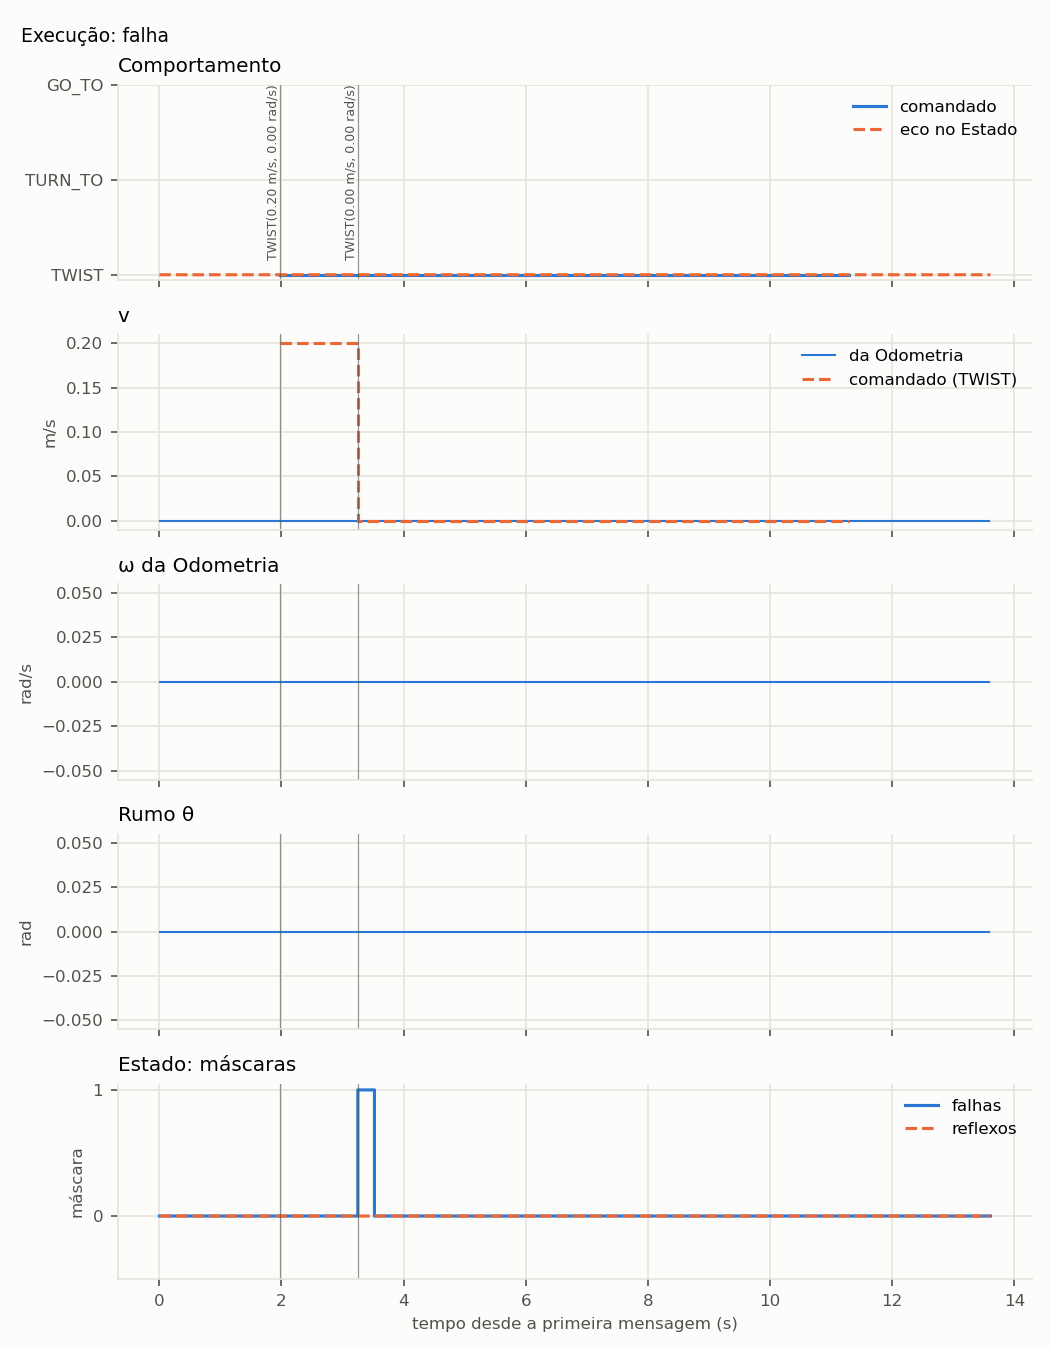 Execução: falha
Comportamento
GO_TO
TURN_TO
TWIST
TWIST(0.20 m/s, 0.00 rad/s)
TWIST(0.00 m/s, 0.00 rad/s)
comandado
eco no Estado
v
m/s
0.20
0.15
0.10
0.05
0.00
da Odometria
comandado (TWIST)
ω da Odometria
rad/s
0.050
0.025
0.000
−0.025
−0.050
Rumo θ
rad
0.050
0.025
0.000
−0.025
−0.050
Estado: máscaras
máscara
1
0
falhas
reflexos
0 2 4 6 8 10 12 14
tempo desde a primeira mensagem (s)